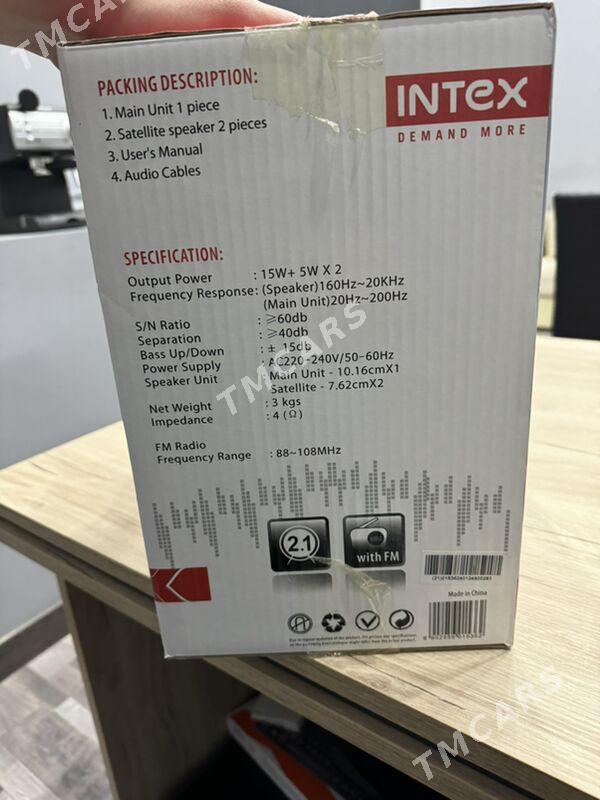 PACKING DESCRIPTION:
1. Main Unit 1 piece
2. Satellite speaker 2 pieces
3. User's Manual
4. Audio Cables
INTEX
DEMAND MORE
SPECIFICATION:
Output Power : 15W+ 5W X 2
Frequency Response: (Speaker)160Hz~20KHz
(Main Unit)20Hz~200Hz
S/N Ratio : ≥60db
Separation : ≥40db
Bass Up/Down : ± 15db
Power Supply : AC220-240V/50-60Hz
Speaker Unit : Main Unit - 10.16cmX1
Satellite - 7.62cmX2
Net Weight : 3 kgs
Impedance : 4 (Ω)
FM Radio
Frequency Range : 88~108MHz
2.1
with FM
Made in China
TMCARS
TMCARS
TMCARS
TMCARS